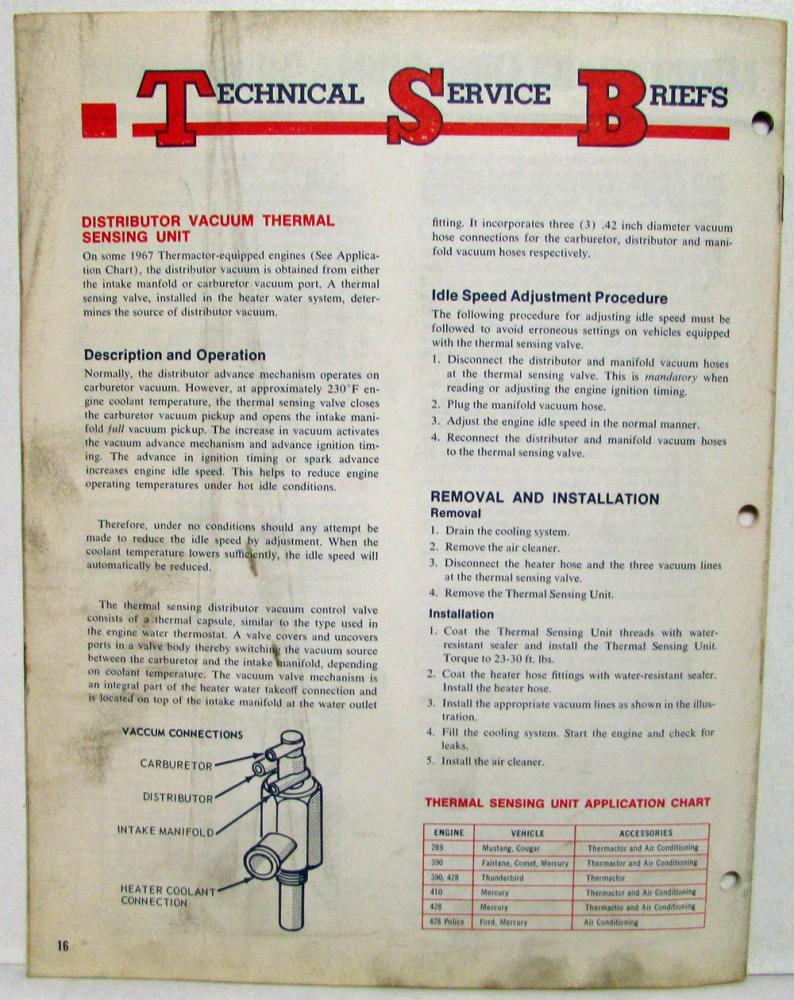 TECHNICAL SERVICE BRIEFS
DISTRIBUTOR VACUUM THERMAL
SENSING UNIT
On some 1967 Thermactor-equipped engines (See Applica-
tion Chart), the distributor vacuum is obtained from either
the intake manfold or carburetor vacuum port. A thermal
sensing valve, installed in the heater water system, deter-
mines the source of distributor vacuum.
Description and Operation
Normally, the distributor advance mechanism operates on
carburetor vacuum. However, at approximately 230°F en-
gine coolant temperature, the thermal sensing valve closes
the carburetor vacuum pickup and opens the intake mani-
fold full vacuum pickup. The increase in vacuum activates
the vacuum advance mechanism and advance ignition tim-
ing. The advance in ignition timing or spark advance
increases engine idle speed. This helps to reduce engine
operating temperatures under hot idle conditions.
Therefore, under no conditions should any attempt be
made to reduce the idle speed by adjustment. When the
coolant temperature lowers sufficiently, the idle speed will
automatically be reduced.
The thermal sensing distributor vacuum control valve
consists of a thermal capsule, similar to the type used in
the engine water thermostat. A valve covers and uncovers
ports in a valve body thereby switching the vacuum source
between the carburetor and the intake manifold, depending
on coolant temperature. The vacuum valve mechanism is
an integral part of the heater water takeoff connection and
is located on top of the intake manifold at the water outlet
VACCUM CONNECTIONS
CARBURETOR
DISTRIBUTOR
INTAKE MANIFOLD
HEATER COOLANT
CONNECTION
16
fitting. It incorporates three (3) .42 inch diameter vacuum
hose connections for the carburetor, distributor and mani-
fold vacuum hoses respectively.
Idle Speed Adjustment Procedure
The following procedure for adjusting idle speed must be
followed to avoid erroneous settings on vehicles equipped
with the thermal sensing valve.
1. Disconnect the distributor and manifold vacuum hoses
at the thermal sensing valve. This is mandatory when
reading or adjusting the engine ignition timing.
2. Plug the manifold vacuum hose.
3. Adjust the engine idle speed in the normal manner.
4. Reconnect the distributor and manifold vacuum hoses
to the thermal sensing valve.
REMOVAL AND INSTALLATION
Removal
1. Drain the cooling system.
2. Remove the air cleaner.
3. Disconnect the heater hose and the three vacuum lines
at the thermal sensing valve.
4. Remove the Thermal Sensing Unit.
Installation
1. Coat the Thermal Sensing Unit threads with water-
resistant sealer and install the Thermal Sensing Unit.
Torque to 23-30 ft. lbs.
2. Coat the heater hose fittings with water-resistant sealer.
Install the heater hose.
3. Install the appropriate vacuum lines as shown in the illus-
tration.
4. Fill the cooling system. Start the engine and check for
leaks.
5. Install the air cleaner.
THERMAL SENSING UNIT APPLICATION CHART
ENGINE VEHICLE ACCESSORIES
289 Mustang, Cougar Thermactor and Air Conditioning
390 Fairlane, Comet, Mercury Thermactor and Air Conditioning
390, 428 Thunderbird Thermactor
410 Mercury Thermactor and Air Conditioning
428 Mercury Thermactor and Air Conditioning
428 Police Ford, Mercury Air Conditioning